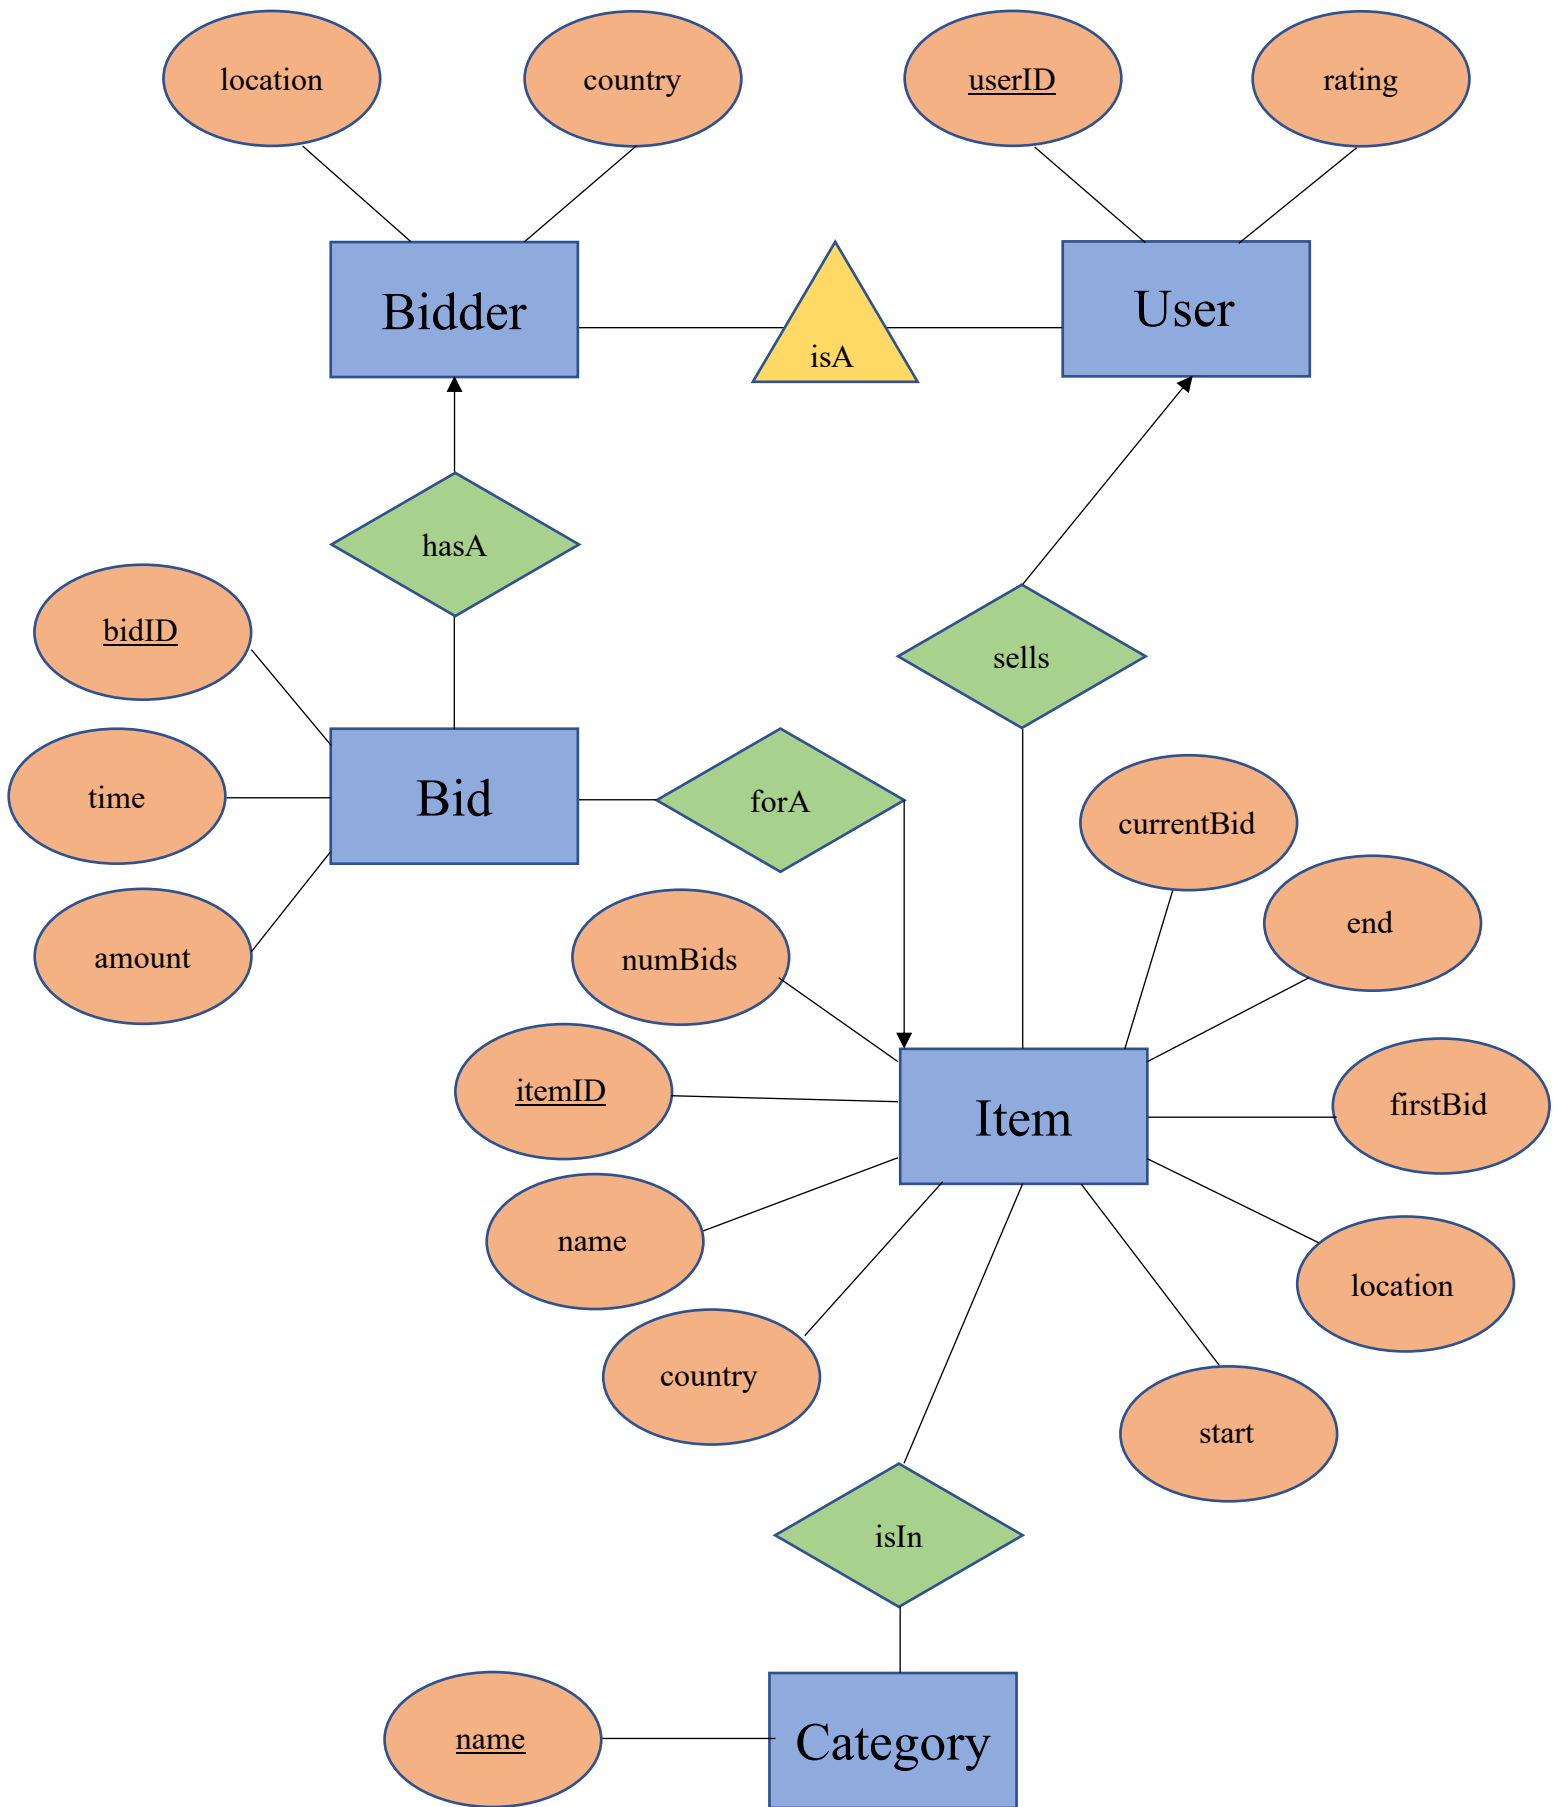 location
country
userID
rating
Bidder
isA
User
hasA
bidID
sells
time
Bid
forA
currentBid
amount
numBids
end
itemID
Item
firstBid
name
country
location
start
isIn
name
Category